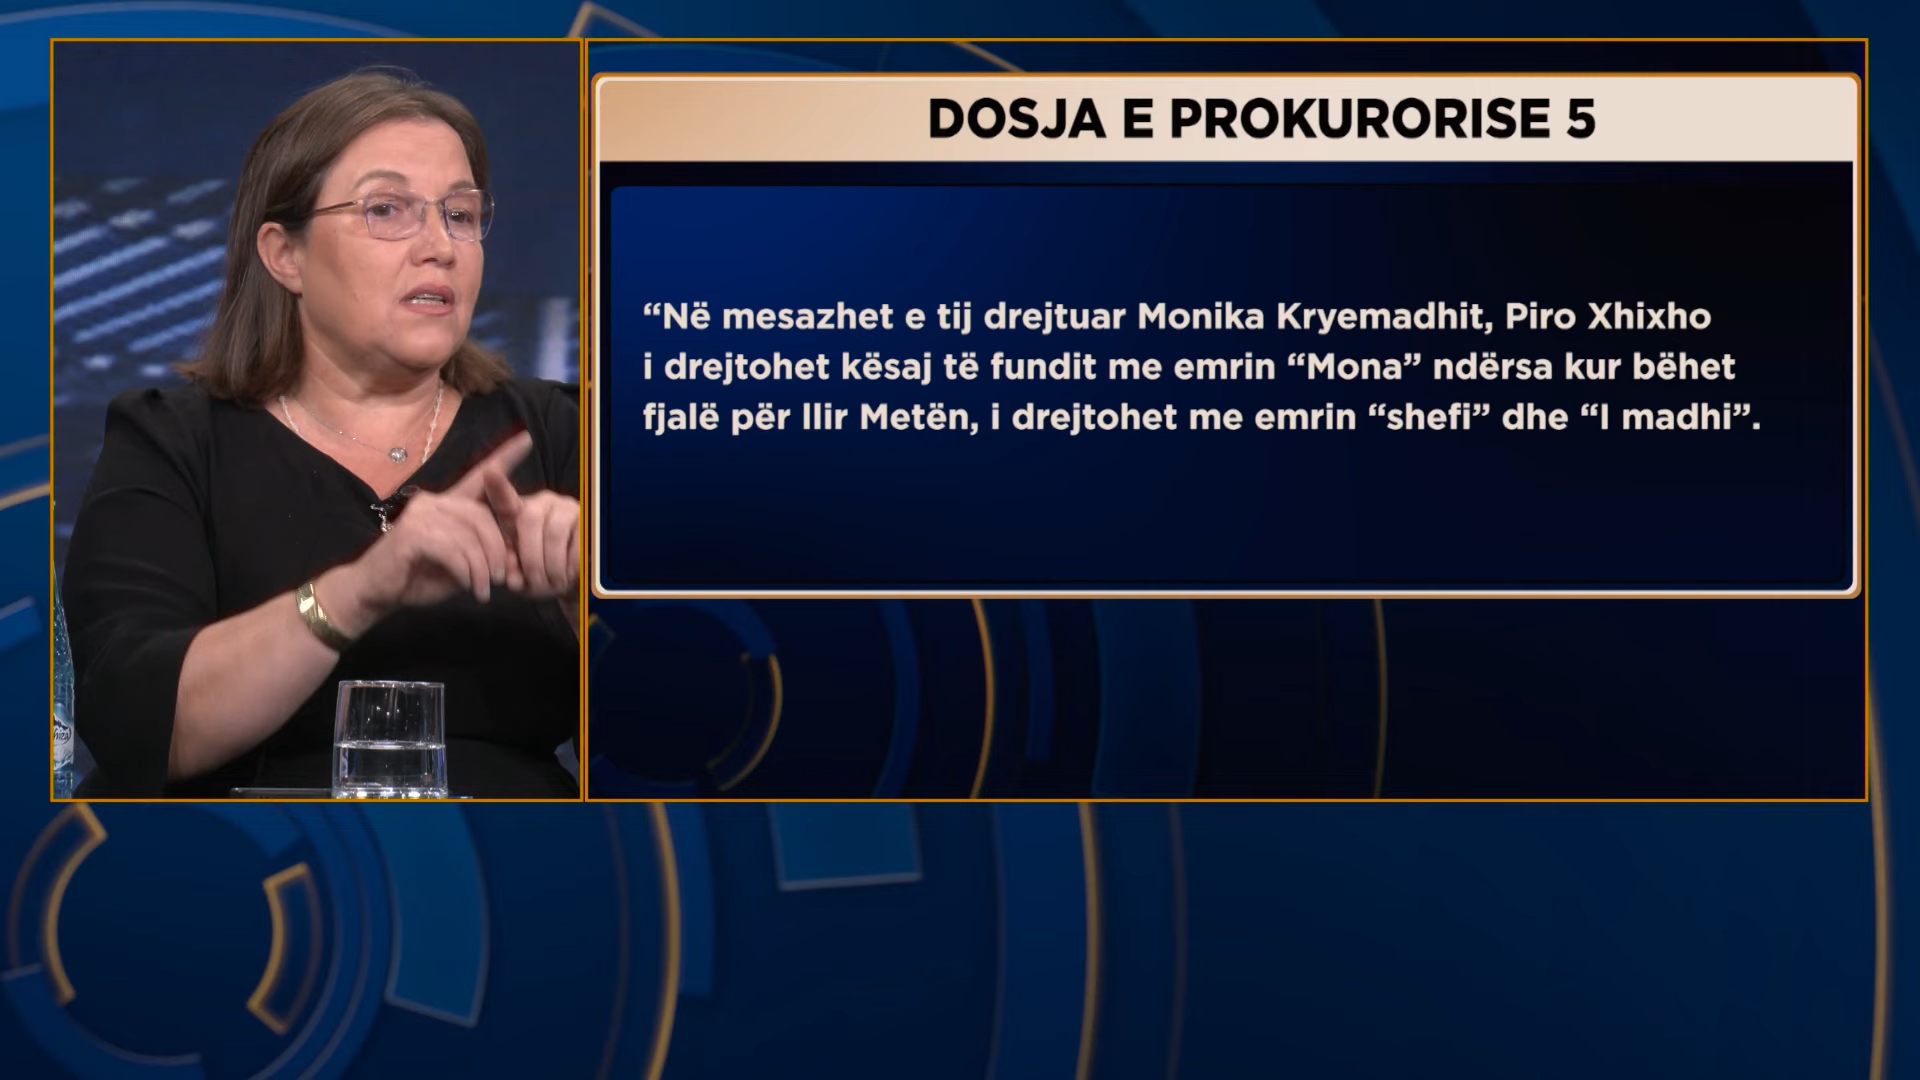 DOSJA E PROKURORISE 5
“Në mesazhet e tij drejtuar Monika Kryemadhit, Piro Xhixho
i drejtohet kësaj të fundit me emrin “Mona” ndërsa kur bëhet
fjalë për Ilir Metën, i drejtohet me emrin “shefi” dhe “I madhi”.